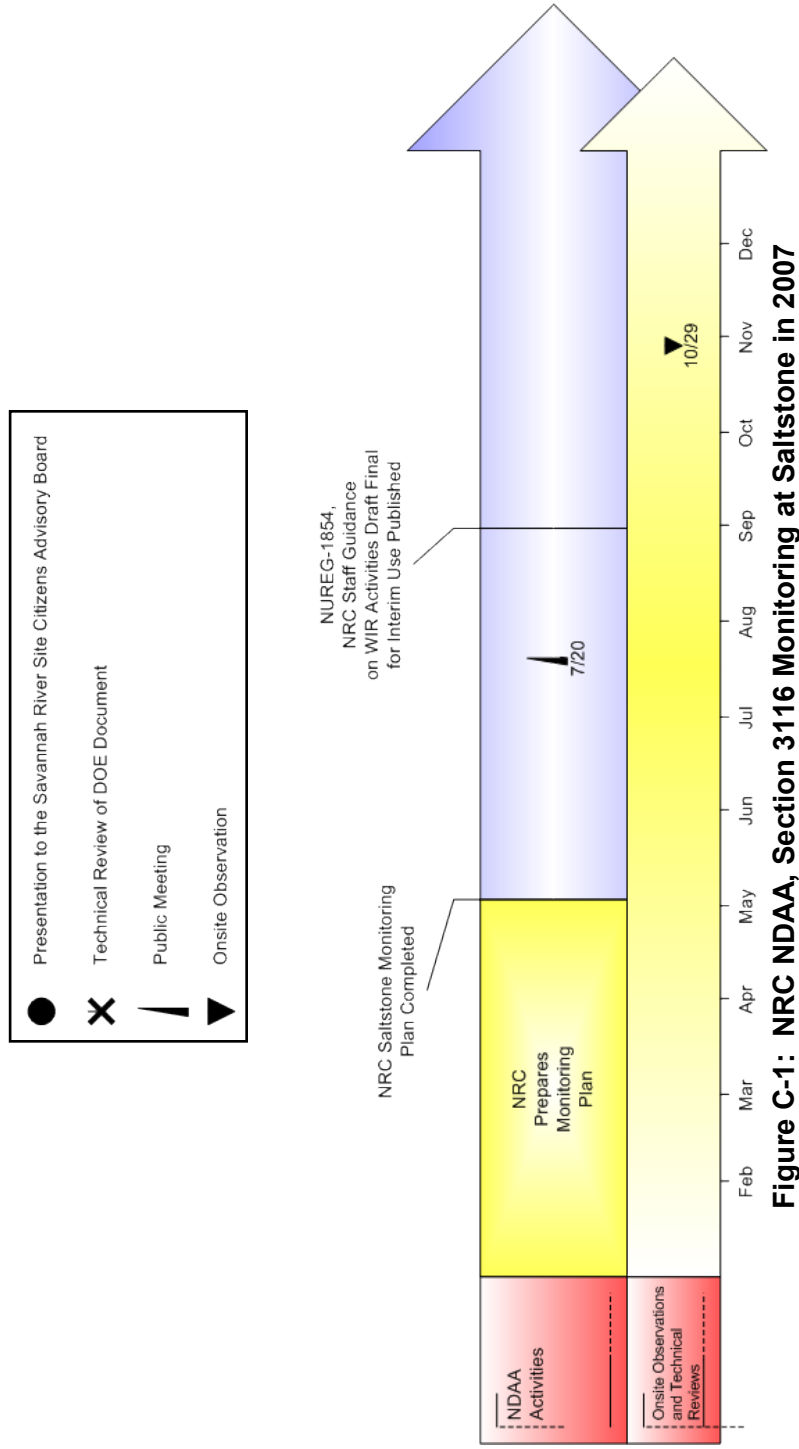 Presentation to the Savannah River Site Citizens Advisory Board
Technical Review of DOE Document
Public Meeting
Onsite Observation
NRC Saltstone Monitoring
Plan Completed
NUREG-1854,
NRC Staff Guidance
on WIR Activities Draft Final
for Interim Use Published
NDAA
Activities
NRC
Prepares
Monitoring
Plan
7/20
Onsite Observations
and Technical
Reviews
10/29
Feb
Mar
Apr
May
Jun
Jul
Aug
Sep
Oct
Nov
Dec
Figure C-1: NRC NDAA, Section 3116 Monitoring at Saltstone in 2007